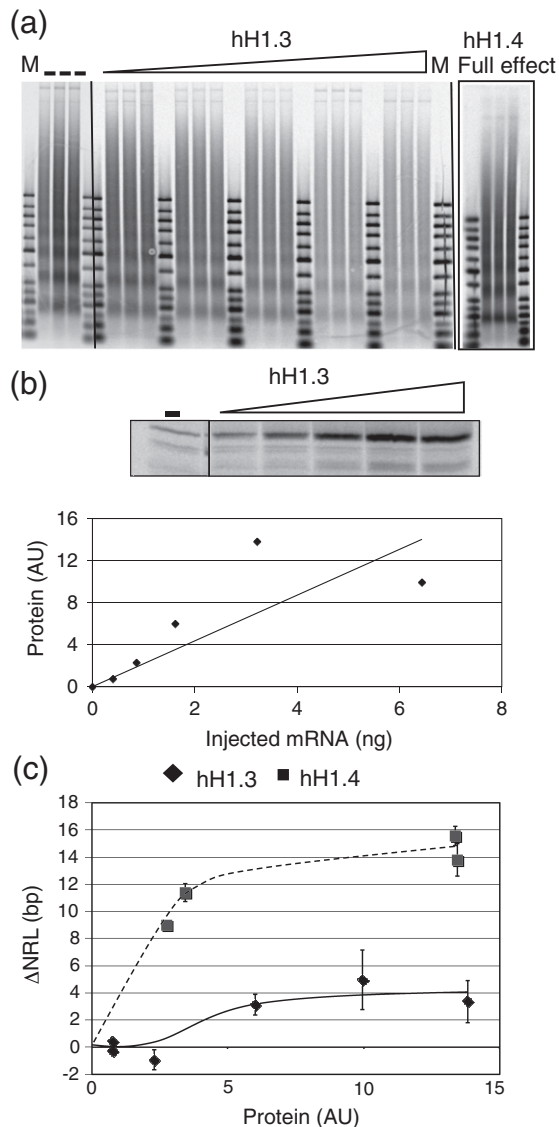 (a)
hH1.3
hH1.4
M
M Full effect
(b)
hH1.3
16
12
8
4
0
Protein (AU)
0 2 4 6 8
Injected mRNA (ng)
(c)
hH1.3 hH1.4
18
16
14
12
10
8
6
4
2
0
-2
ΔNRL (bp)
0 5 10 15
Protein (AU)